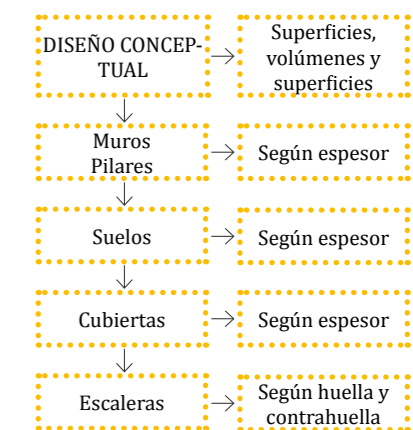 DISEÑO CONCEP-
TUAL
Superficies,
volúmenes y
superficies
Muros
Pilares
Según espesor
Suelos
Según espesor
Cubiertas
Según espesor
Escaleras
Según huella y
contrahuella